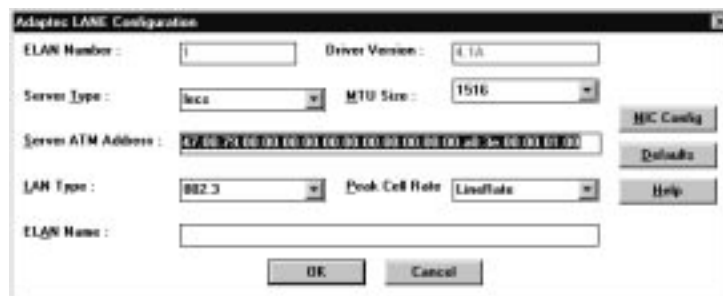 Adaptec LANE Configuration
ELAN Number : 1 Driver Version : 4.1A
Server Type : lecs MTU Size : 1516
NIC Config
Server ATM Address :
Defaults
LAN Type : 802.3 Peak Cell Rate LineRate
Help
ELAN Name :
OK Cancel